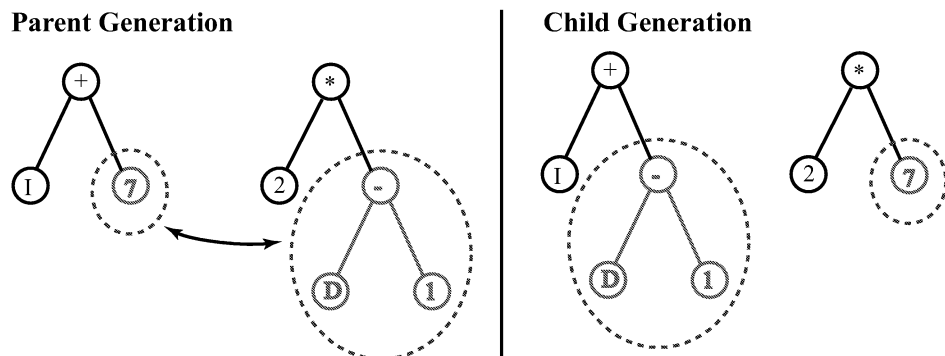 Parent Generation
Child Generation
+
*
+
*
I
7
2
-
I
-
2
7
D
1
D
1